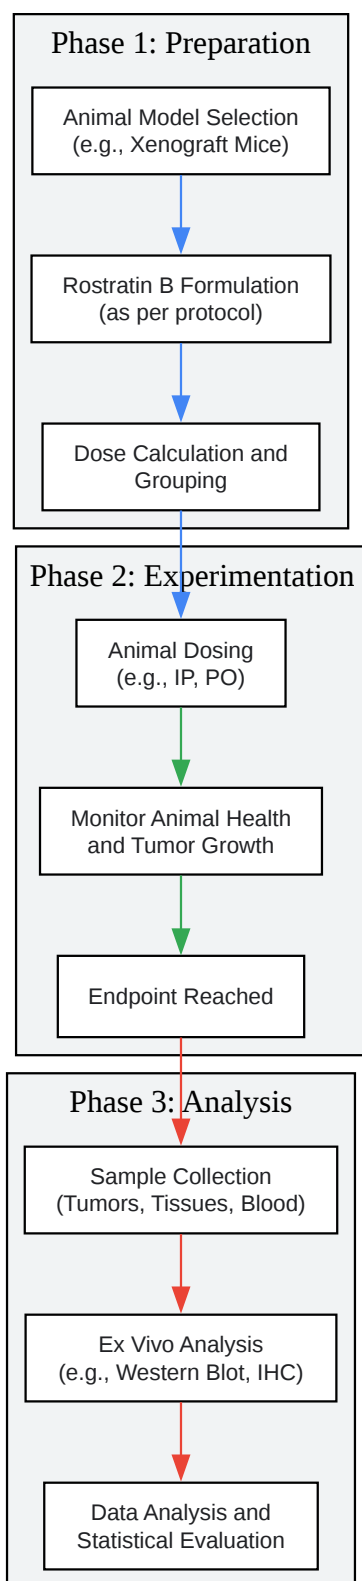 Phase 1: Preparation
Animal Model Selection
(e.g., Xenograft Mice)
Rostratin B Formulation
(as per protocol)
Dose Calculation and
Grouping
Phase 2: Experimentation
Animal Dosing
(e.g., IP, PO)
Monitor Animal Health
and Tumor Growth
Endpoint Reached
Phase 3: Analysis
Sample Collection
(Tumors, Tissues, Blood)
Ex Vivo Analysis
(e.g., Western Blot, IHC)
Data Analysis and
Statistical Evaluation